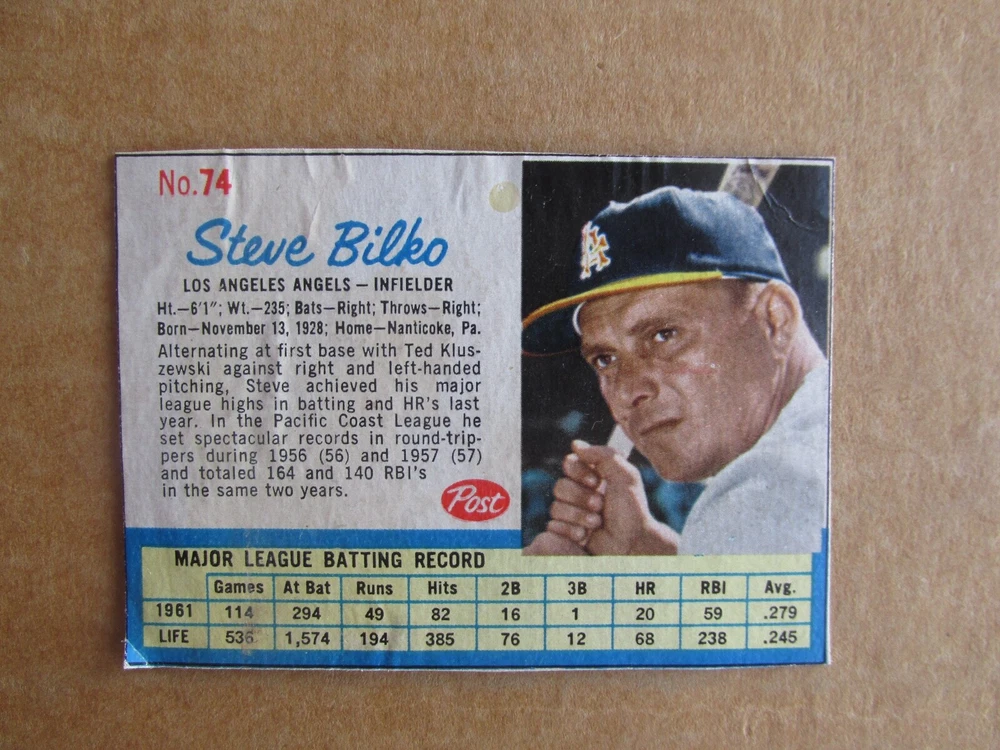 No.74
Steve Bilko
LOS ANGELES ANGELS — INFIELDER
Ht.—6'1"; Wt.—235; Bats—Right; Throws—Right;
Born—November 13, 1928; Home—Nanticoke, Pa.
Alternating at first base with Ted Klus-
zewski against right and left-handed
pitching, Steve achieved his major
league highs in batting and HR's last
year. In the Pacific Coast League he
set spectacular records in round-trip-
pers during 1956 (56) and 1957 (57)
and totaled 164 and 140 RBI's
in the same two years.
Post
LA
MAJOR LEAGUE BATTING RECORD
Games At Bat Runs Hits 2B 3B HR RBI Avg.
1961 114 294 49 82 16 1 20 59 .279
LIFE 536 1,574 194 385 76 12 68 238 .245